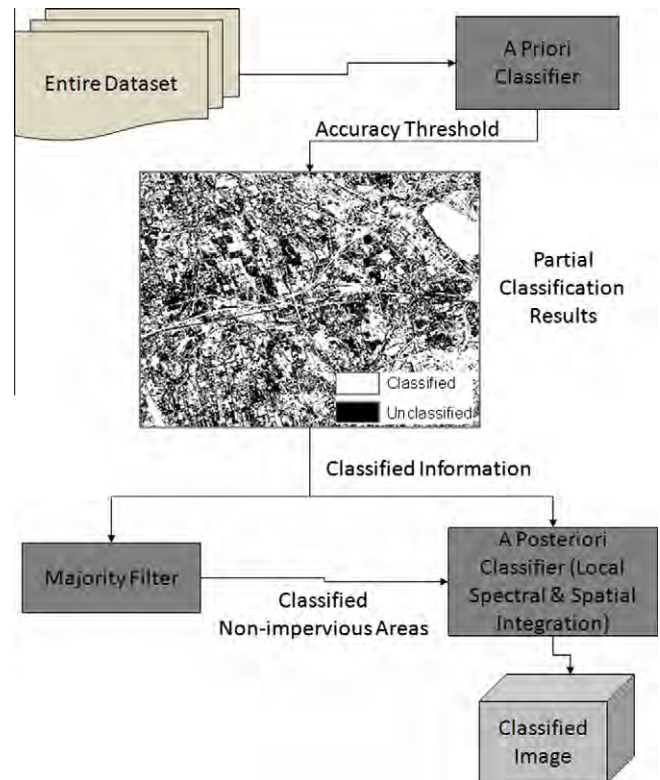 Entire Dataset
A Priori
Classifier
Accuracy Threshold
Partial
Classification
Results
Classified
Unclassified
Classified Information
Majority Filter
A Posteriori
Classifier (Local
Spectral & Spatial
Integration)
Classified
Non-impervious Areas
Classified
Image